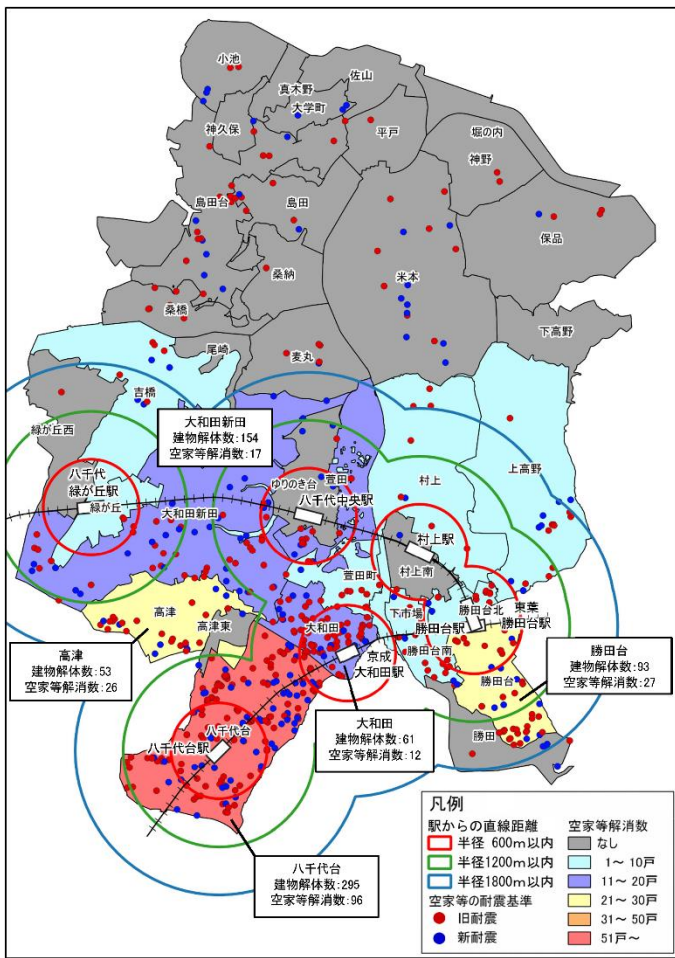 小池
佐山
真木野
大学町
神久保
平戸
堀の内
神野
島田台
島田
保品
桑納
米本
桑橋
下高野
尾崎
麦丸
吉橋
大和田新田
建物解体数:154
空家等解消数:17
緑が丘西
村上
上高野
八千代
緑が丘駅
緑が丘
ゆりのき台
萱田
八千代中央駅
大和田新田
村上駅
萱田町
村上南
高津
高津東
大和田
下市場
勝田台北
東葉
勝田台駅
勝田台駅
京成
大和田駅
勝田台南
高津
建物解体数:53
空家等解消数:26
勝田台
建物解体数:93
空家等解消数:27
勝田台
勝田
八千代台
八千代台駅
大和田
建物解体数:61
空家等解消数:12
八千代台
建物解体数:295
空家等解消数:96
凡例
駅からの直線距離
半径 600m以内
半径1200m以内
半径1800m以内
空家等の耐震基準
旧耐震
新耐震
空家等解消数
なし
1～ 10戸
11～ 20戸
21～ 30戸
31～ 50戸
51戸～